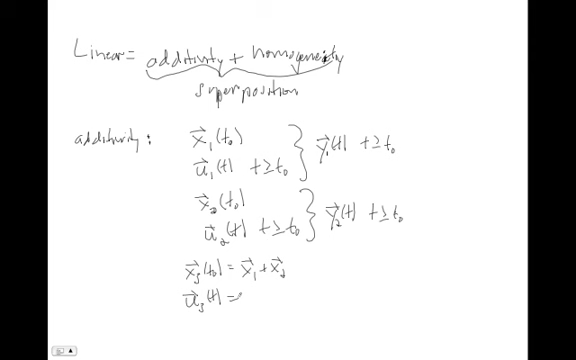 Linear = additivity + homogeneity
superposition
additivity: x⃗₁(t₀)
u⃗₁(t) t≥t₀ } y⃗₁(t) t≥t₀
x⃗₂(t₀)
u⃗₂(t) t≥t₀ } y⃗₂(t) t≥t₀
x⃗₃(t₀) = x⃗₁ + x⃗₂
u⃗₃(t) =